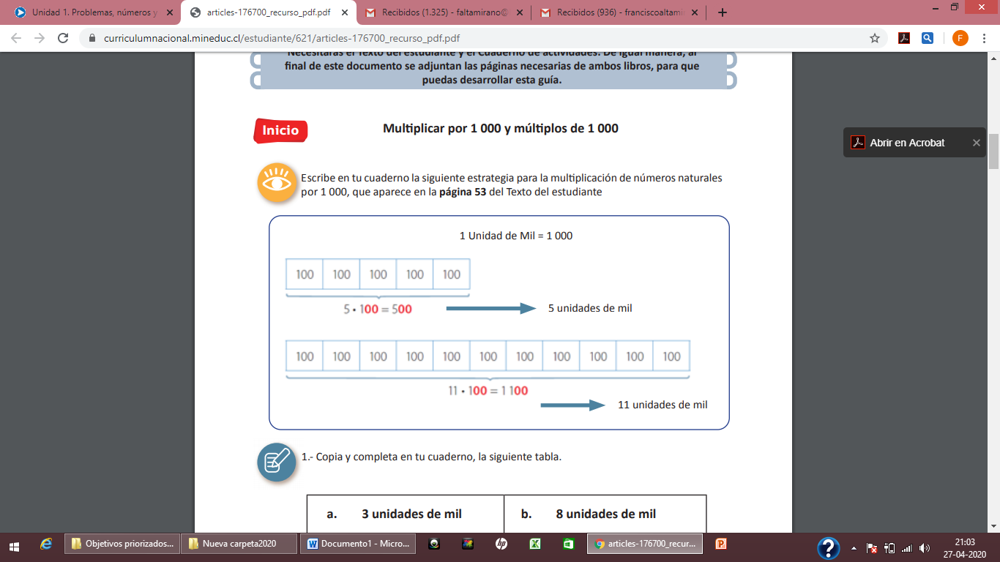 Unidad 1. Problemas, números y
articles-176700_recurso_pdf.pdf
Recibidos (1.325) - faltamirano@
Recibidos (936) - franciscoaltami
curriculumnacional.mineduc.cl/estudiante/621/articles-176700_recurso_pdf.pdf
F
Necesitarás el Texto del estudiante y el Cuaderno de actividades. De igual manera, al
final de este documento se adjuntan las páginas necesarias de ambos libros, para que
puedas desarrollar esta guía.
Inicio
Multiplicar por 1 000 y múltiplos de 1 000
Abrir en Acrobat
Escribe en tu cuaderno la siguiente estrategia para la multiplicación de números naturales
por 1 000, que aparece en la página 53 del Texto del estudiante
1 Unidad de Mil = 1 000
100 100 100 100 100
5 • 100 = 500
5 unidades de mil
100 100 100 100 100 100 100 100 100 100 100
11 • 100 = 1 100
11 unidades de mil
1.- Copia y completa en tu cuaderno, la siguiente tabla.
a. 3 unidades de mil
b. 8 unidades de mil
Objetivos priorizados...
Nueva carpeta2020
Documento1 - Micro...
articles-176700_recur...
21:03
27-04-2020